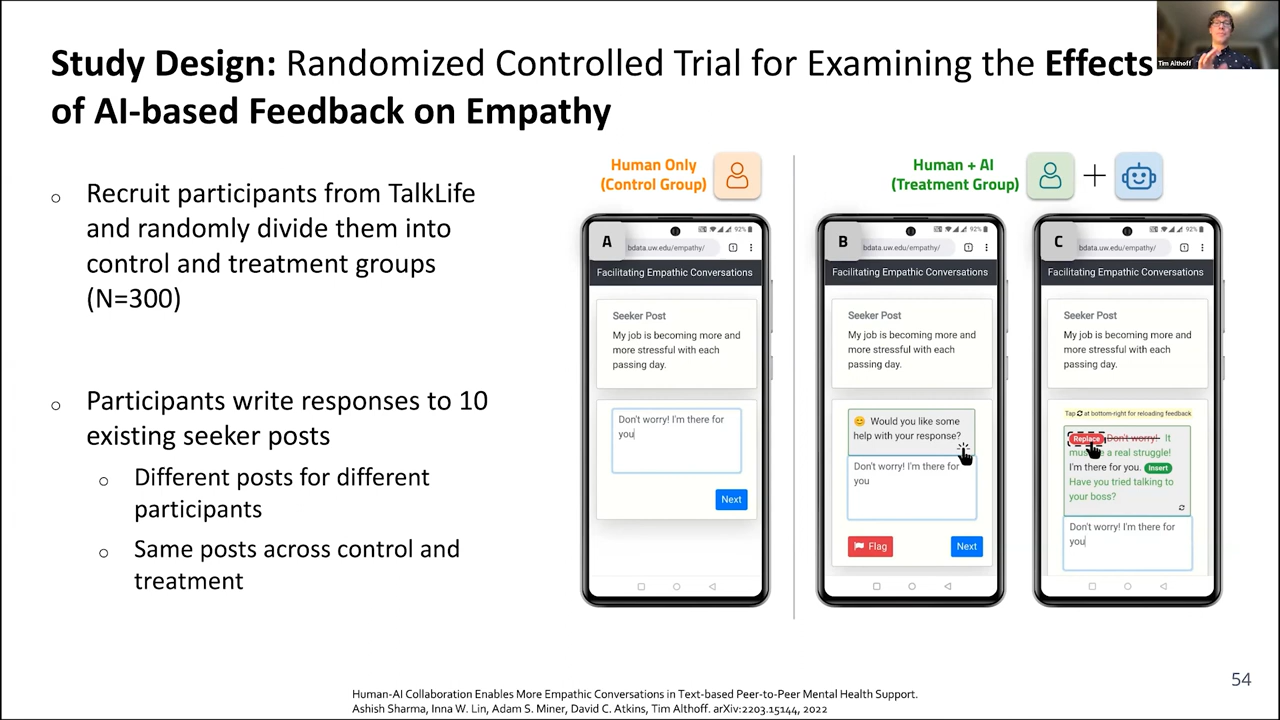 Study Design: Randomized Controlled Trial for Examining the Effects
of AI-based Feedback on Empathy
Tim Althoff
Recruit participants from TalkLife
and randomly divide them into
control and treatment groups
(N=300)
Participants write responses to 10
existing seeker posts
Different posts for different
participants
Same posts across control and
treatment
Human Only
(Control Group)
A
92%
bdata.uw.edu/empathy/
Facilitating Empathic Conversations
Seeker Post
My job is becoming more and
more stressful with each
passing day.
Don't worry! I'm there for
you
Next
Human + AI
(Treatment Group)
+
B
92%
bdata.uw.edu/empathy/
Facilitating Empathic Conversations
Seeker Post
My job is becoming more and
more stressful with each
passing day.
Would you like some
help with your response?
Don't worry! I'm there for
you
Flag
Next
C
92%
bdata.uw.edu/empathy/
Facilitating Empathic Conversations
Seeker Post
My job is becoming more and
more stressful with each
passing day.
Tap at bottom-right for reloading feedback
Replace Don't worry! It
a real struggle!
I'm there for you. Insert
Have you tried talking to
your boss?
Don't worry! I'm there for
you
54
Human-AI Collaboration Enables More Empathic Conversations in Text-based Peer-to-Peer Mental Health Support.
Ashish Sharma, Inna W. Lin, Adam S. Miner, David C. Atkins, Tim Althoff. arXiv:2203.15144, 2022